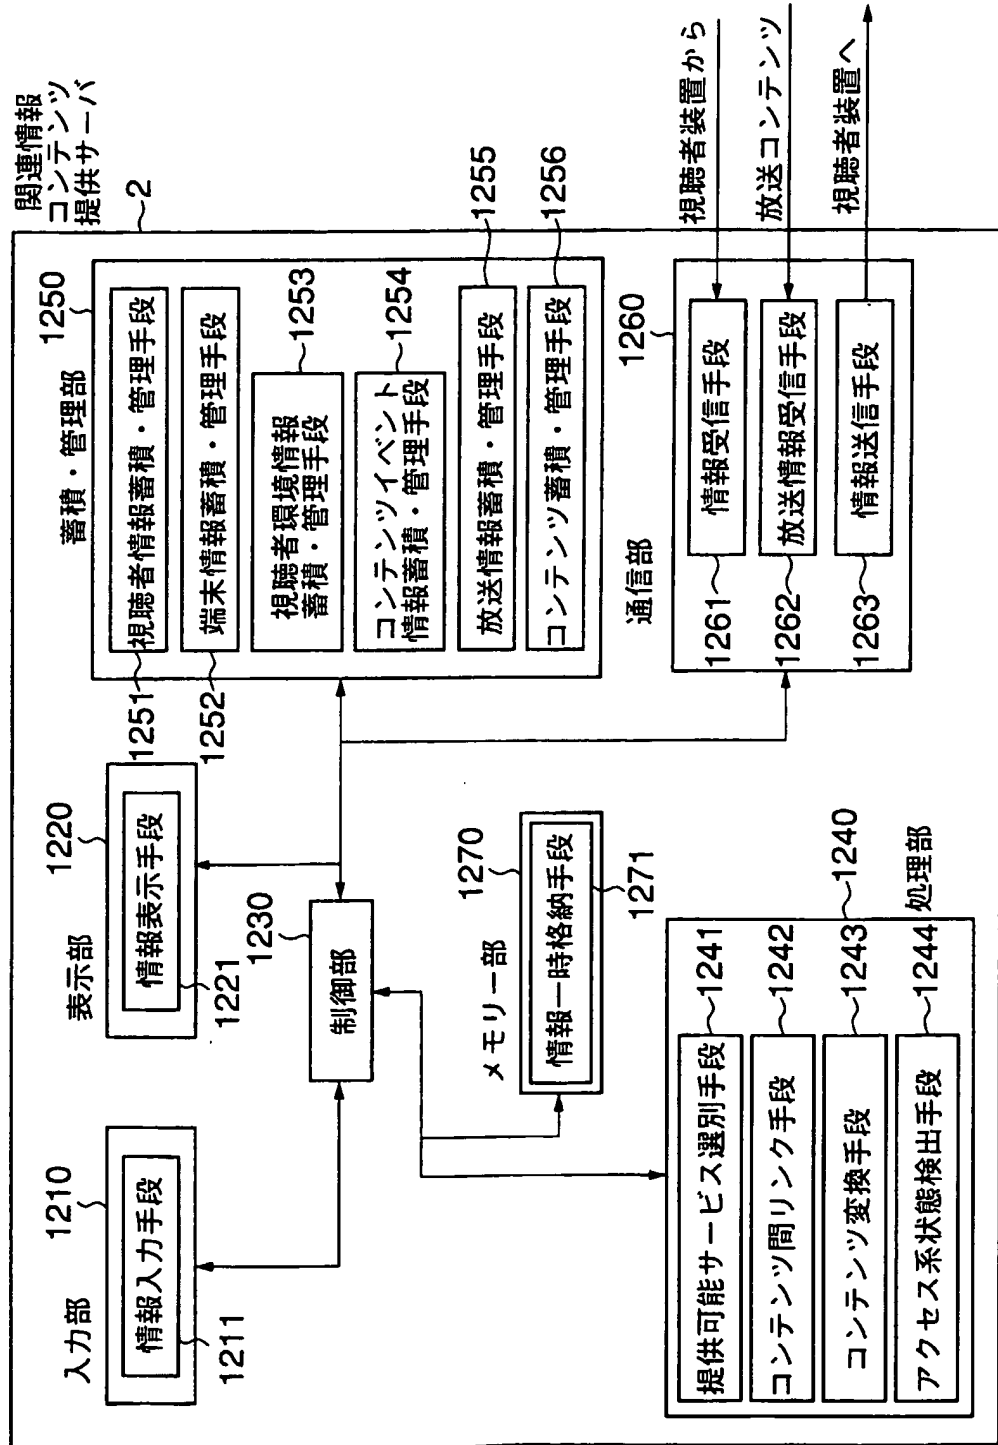 関連情報
コンテンツ
提供サーバ
2
入力部
1210
情報入力手段
1211
表示部
1220
情報表示手段
1221
制御部
1230
蓄積・管理部
1250
視聴者情報蓄積・管理手段
1251
端末情報蓄積・管理手段
1252
視聴者環境情報
蓄積・管理手段
1253
コンテンツイベント
情報蓄積・管理手段
1254
放送情報蓄積・管理手段
1255
コンテンツ蓄積・管理手段
1256
メモリー部
1270
情報一時格納手段
1271
通信部
1260
情報受信手段
1261
放送情報受信手段
1262
情報送信手段
1263
視聴者装置から
放送コンテンツ
視聴者装置へ
提供可能サービス選別手段
1241
コンテンツ間リンク手段
1242
コンテンツ変換手段
1243
アクセス系状態検出手段
1244
1240
処理部